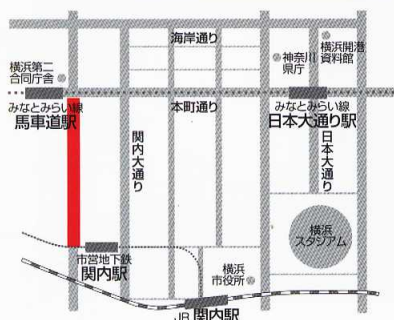 海岸通り
横浜第二
合同庁舎
神奈川
県庁
横浜開港
資料館
みなとみらい線
馬車道駅
本町通り
みなとみらい線
日本大通り駅
関内大通り
日本大通り
横浜
スタジアム
市営地下鉄
関内駅
横浜
市役所
JR 関内駅